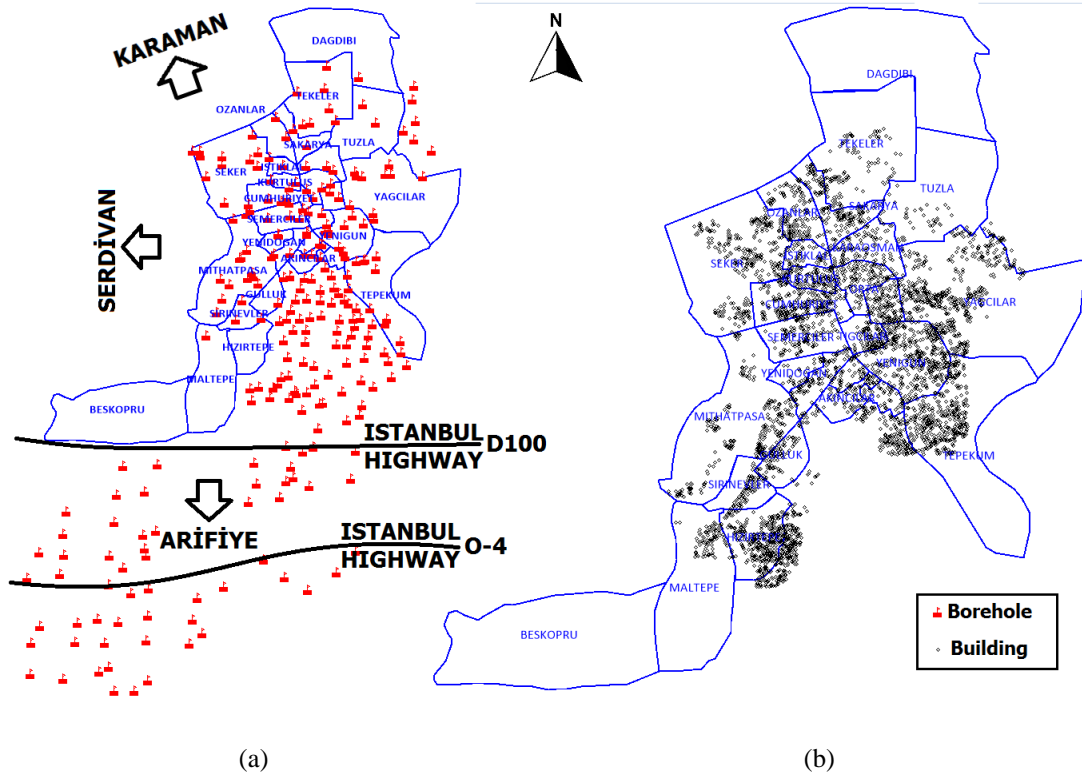 KARAMAN
DAGDIBI
TEKELER
OZANLAR
SAKARYA
TUZLA
SEKER
KURTULUS
CUMHURIYET
YAGCILAR
SEMERCILER
YENIDOGAN
YENIGUN
AKINCILAR
MITHATPASA
GULLUK
TEPEKUM
SIRINEVLER
HIZIRTEPE
MALTEPE
BESKOPRU
SERDİVAN
ISTANBUL
HIGHWAY
D100
ARİFİYE
ISTANBUL
HIGHWAY
O-4
(a)
N
DAGDIBI
TEKELER
TUZLA
OZANLAR
SAKARYA
SEKER
ISTIKLAL
YAGCILAR
CUMHURIYET
SEMERCILER
YENIGUN
YENIDOGAN
AKINCILAR
MITHATPASA
GULLUK
TEPEKUM
SIRINEVLER
HIZIRTEPE
MALTEPE
BESKOPRU
Borehole
Building
(b)